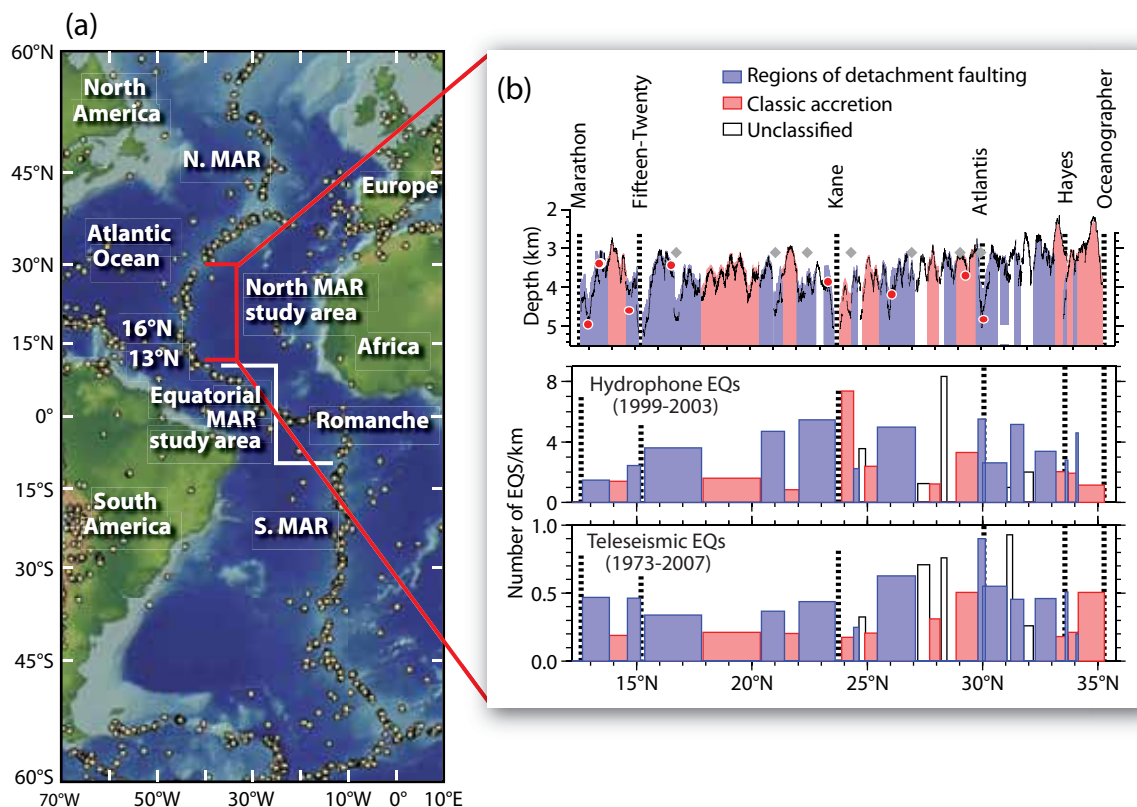 (a)
60°N
45°N
30°N
15°N
0°
15°S
30°S
45°S
60°S
70°W
50°W
30°W
10°W
0°
10°E
North
America
N. MAR
Europe
Atlantic
Ocean
North MAR
study area
16°N
13°N
Africa
Equatorial
MAR
study area
Romanche
South
America
S. MAR
(b)
Regions of detachment faulting
Classic accretion
Unclassified
Marathon
Fifteen-Twenty
Kane
Atlantis
Hayes
Oceanographer
Depth (km)
2
3
4
5
Number of EQS/km
8
4
0
Hydrophone EQs
(1999-2003)
1.0
0.5
0.0
Teleseismic EQs
(1973-2007)
15°N
20°N
25°N
30°N
35°N